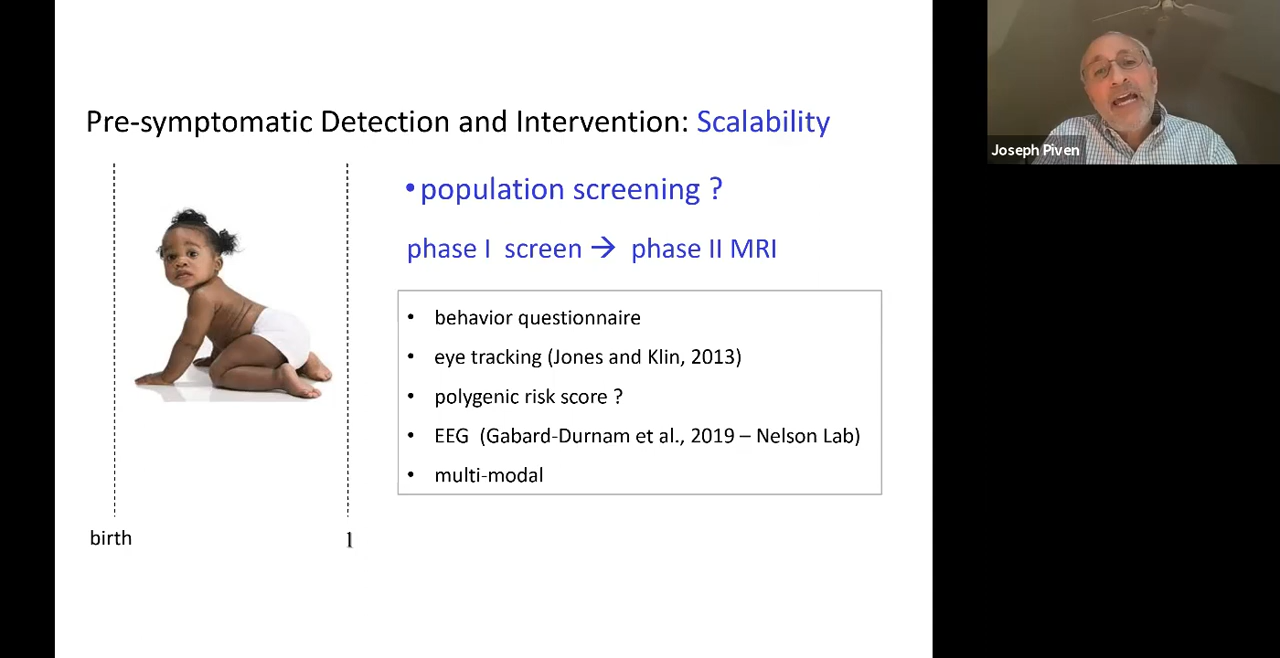 Pre-symptomatic Detection and Intervention: Scalability
• population screening ?
phase I screen → phase II MRI
• behavior questionnaire
• eye tracking (Jones and Klin, 2013)
• polygenic risk score ?
• EEG (Gabard-Durnam et al., 2019 – Nelson Lab)
• multi-modal
birth
1
Joseph Piven